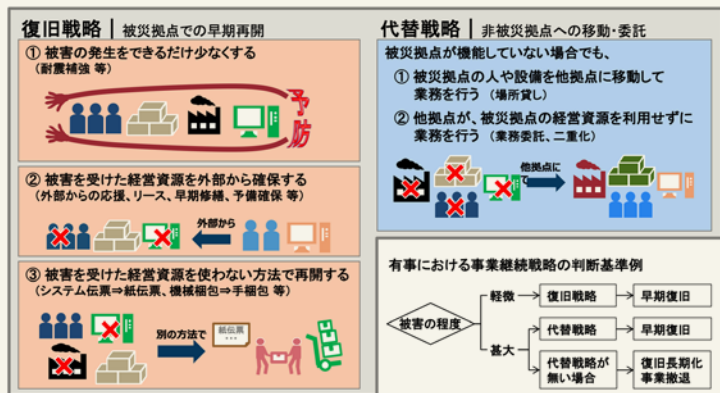 復旧戦略 | 被災拠点での早期再開
① 被害の発生をできるだけ少なくする
(耐震補強 等)
予防
② 被害を受けた経営資源を外部から確保する
(外部からの応援、リース、早期修繕、予備確保 等)
外部から
③ 被害を受けた経営資源を使わない方法で再開する
(システム伝票⇒紙伝票、機械梱包⇒手梱包 等)
別の方法で
紙伝票
…
代替戦略 | 非被災拠点への移動・委託
被災拠点が機能していない場合でも、
① 被災拠点の人や設備を他拠点に移動して
業務を行う (場所貸し)
② 他拠点が、被災拠点の経営資源を利用せずに
業務を行う (業務委託、二重化)
他拠点にて
有事における事業継続戦略の判断基準例
被害の程度
軽微
復旧戦略
早期復旧
甚大
代替戦略
早期復旧
代替戦略が
無い場合
復旧長期化
事業撤退